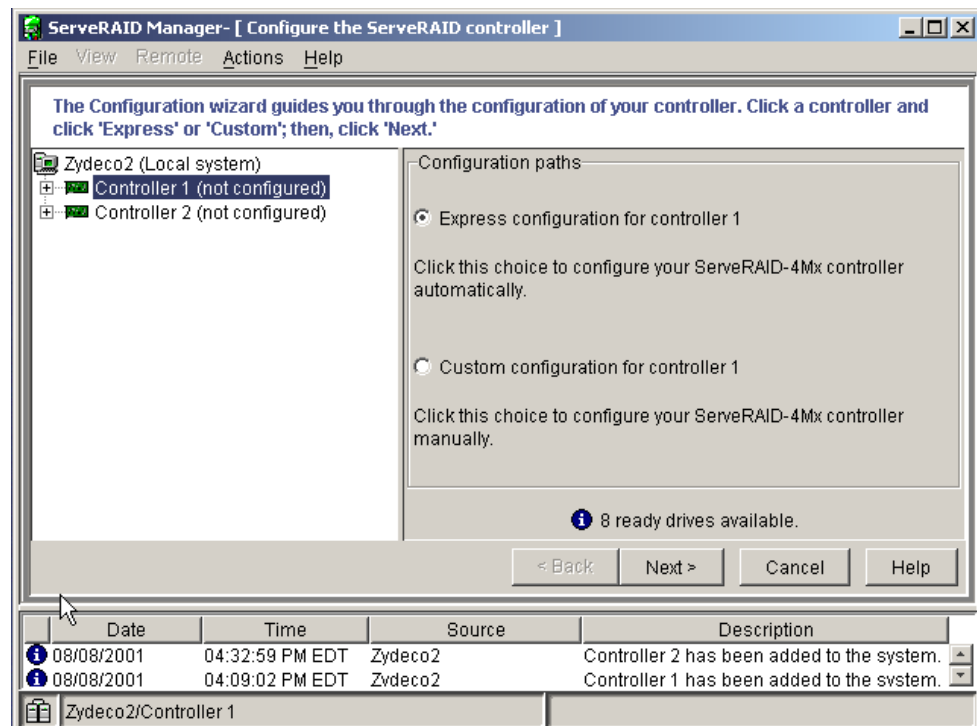 ServeRAID Manager- [ Configure the ServeRAID controller ]
File View Remote Actions Help
The Configuration wizard guides you through the configuration of your controller. Click a controller and
click 'Express' or 'Custom'; then, click 'Next.'
Zydeco2 (Local system)
Controller 1 (not configured)
Controller 2 (not configured)
Configuration paths
Express configuration for controller 1
Click this choice to configure your ServeRAID-4Mx controller
automatically.
Custom configuration for controller 1
Click this choice to configure your ServeRAID-4Mx controller
manually.
8 ready drives available.
< Back Next > Cancel Help
Date Time Source Description
08/08/2001 04:32:59 PM EDT Zydeco2 Controller 2 has been added to the system.
08/08/2001 04:09:02 PM EDT Zydeco2 Controller 1 has been added to the system.
Zydeco2/Controller 1